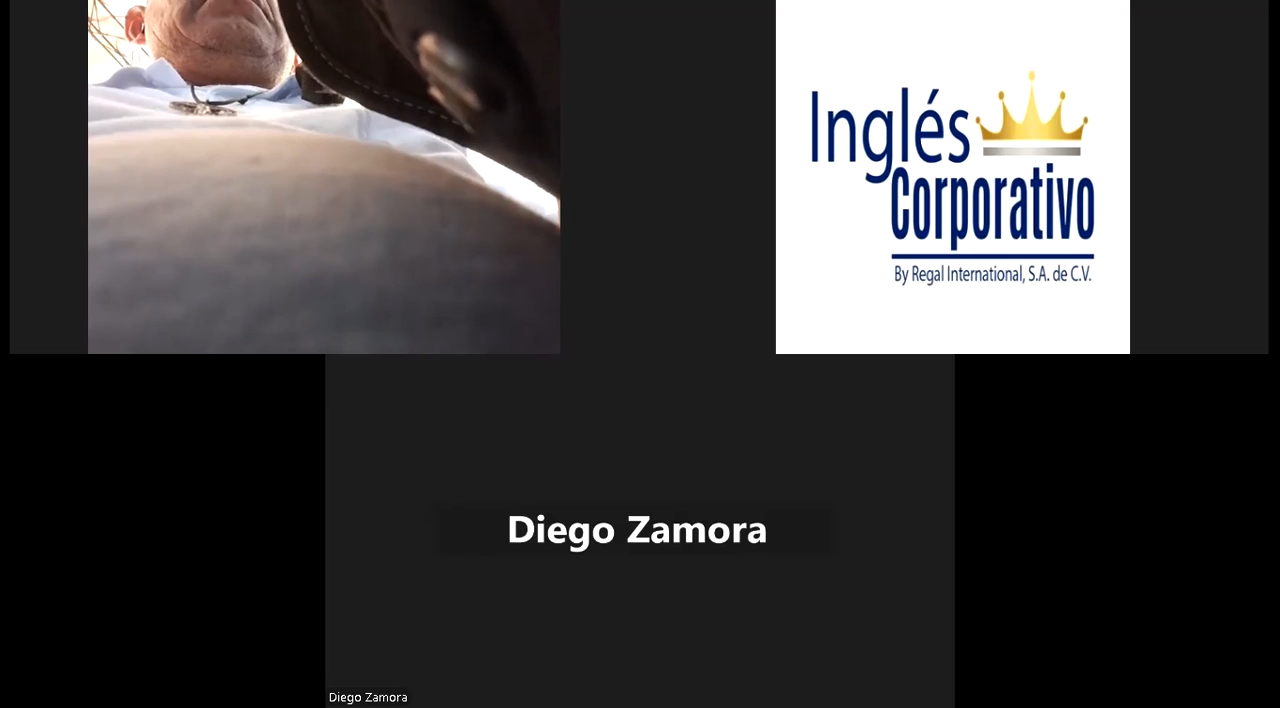 Inglés
Corporativo
By Regal International, S.A. de C.V.
Diego Zamora
Diego Zamora